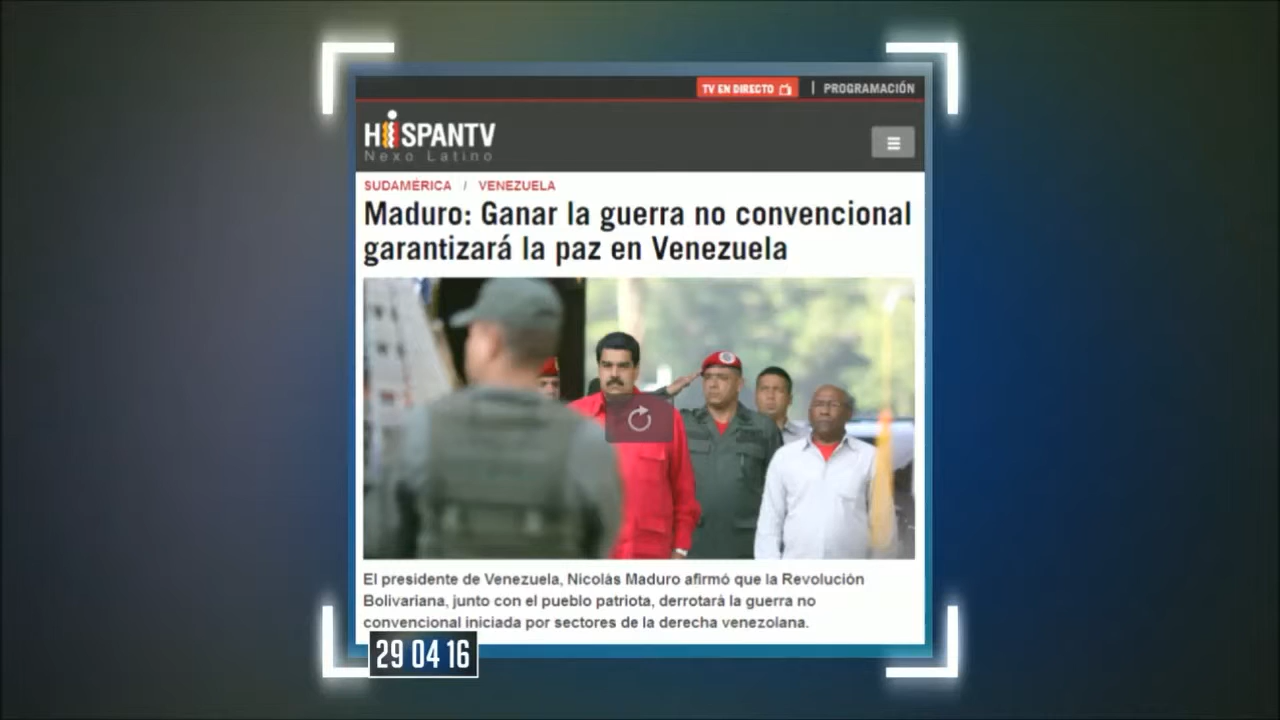 TV EN DIRECTO | PROGRAMACIÓN
HISPANTV
Nexo Latino
SUDAMÉRICA / VENEZUELA
Maduro: Ganar la guerra no convencional
garantizará la paz en Venezuela
El presidente de Venezuela, Nicolás Maduro afirmó que la Revolución
Bolivariana, junto con el pueblo patriota, derrotará la guerra no
convencional iniciada por sectores de la derecha venezolana.
29 04 16